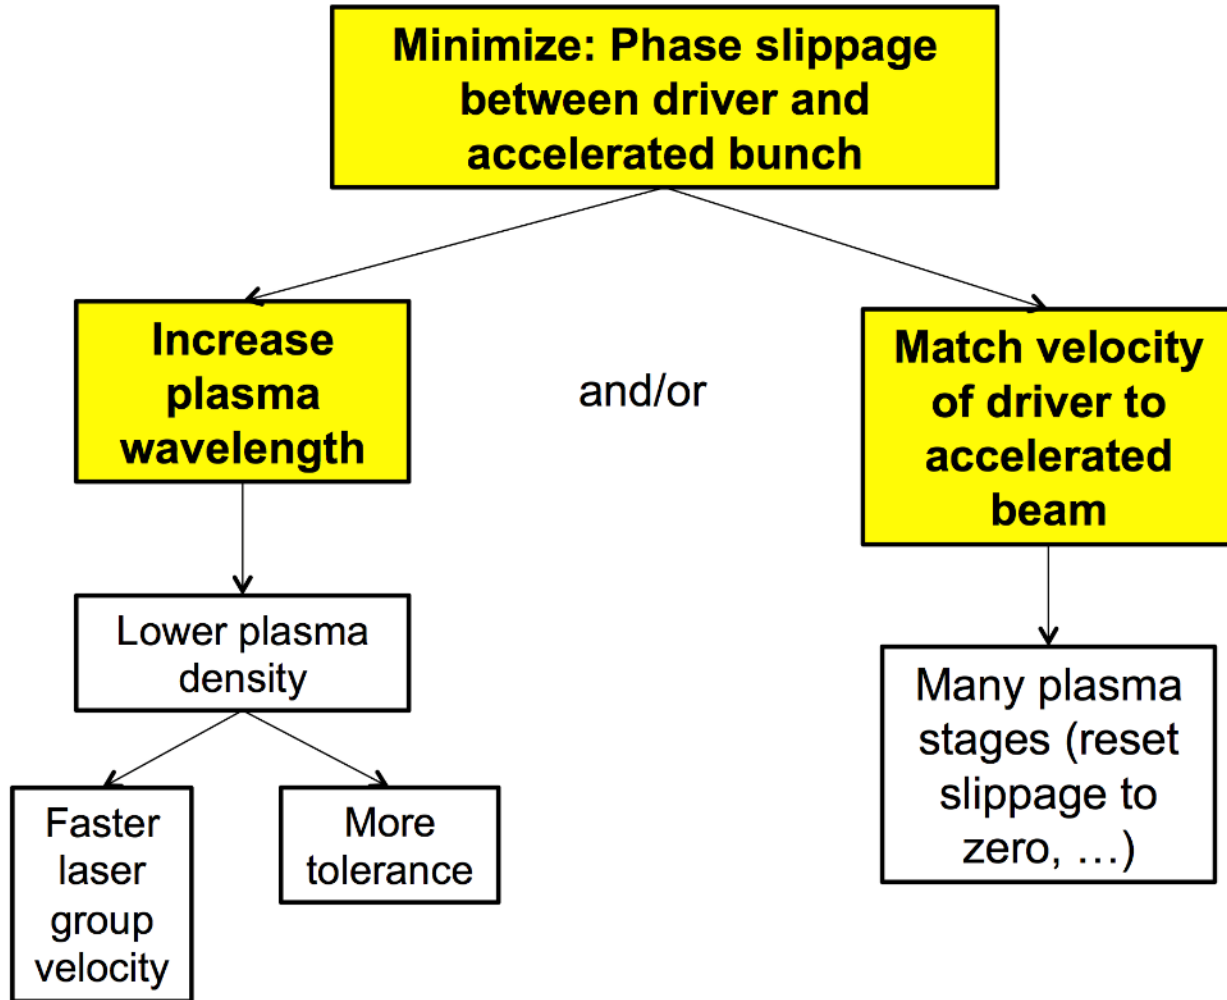 Minimize: Phase slippage
between driver and
accelerated bunch
Increase
plasma
wavelength
and/or
Match velocity
of driver to
accelerated
beam
Lower plasma
density
Many plasma
stages (reset
slippage to
zero, …)
Faster
laser
group
velocity
More
tolerance